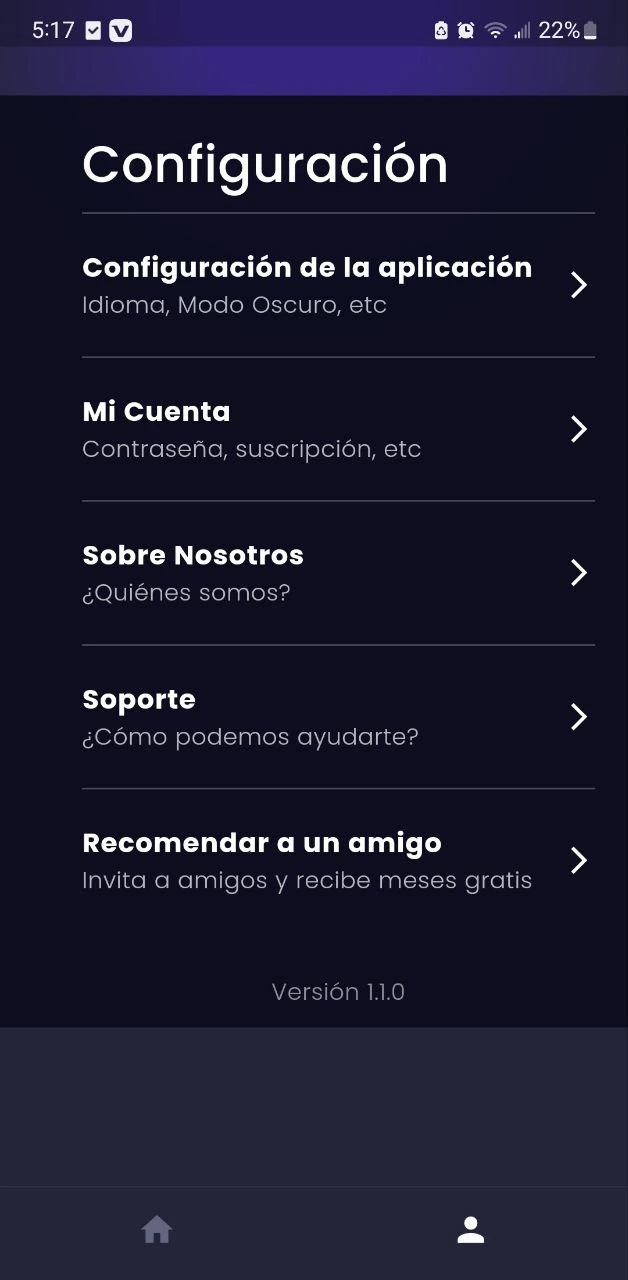 5:17 22%
Configuración
Configuración de la aplicación
Idioma, Modo Oscuro, etc
Mi Cuenta
Contraseña, suscripción, etc
Sobre Nosotros
¿Quiénes somos?
Soporte
¿Cómo podemos ayudarte?
Recomendar a un amigo
Invita a amigos y recibe meses gratis
Versión 1.1.0